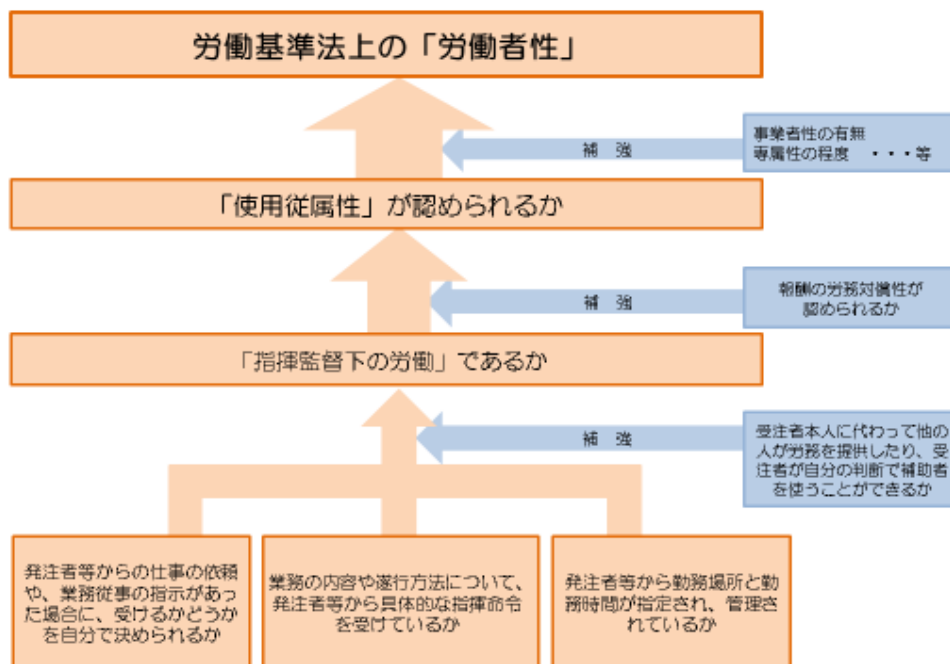 労働基準法上の「労働者性」
補　強
事業者性の有無
専属性の程度　・・・等
「使用従属性」が認められるか
補　強
報酬の労務対償性が
認められるか
「指揮監督下の労働」であるか
補　強
受注者本人に代わって他の
人が労務を提供したり、受
注者が自分の判断で補助者
を使うことができるか
発注者等からの仕事の依頼
や、業務従事の指示があっ
た場合に、受けるかどうか
を自分で決められるか
業務の内容や遂行方法について、
発注者等から具体的な指揮命令
を受けているか
発注者等から勤務場所と勤
務時間が指定され、管理さ
れているか